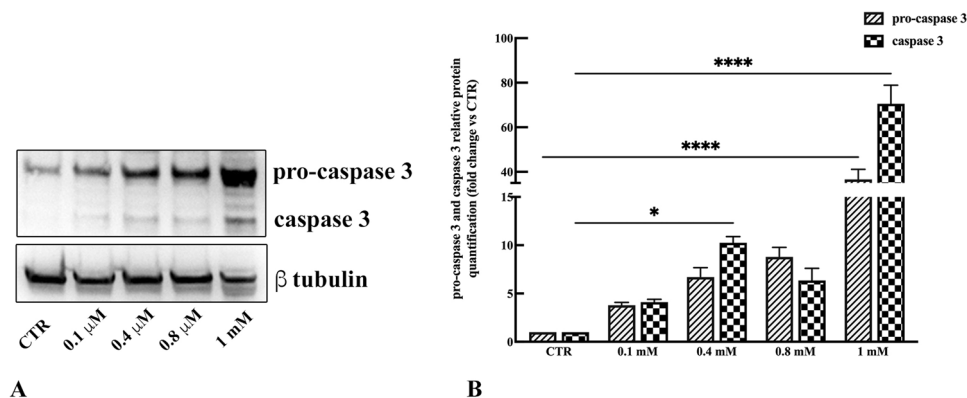 A
pro-caspase 3
caspase 3
β tubulin
CTR
0.1 μM
0.4 μM
0.8 μM
1 mM
B
pro-caspase 3
caspase 3
pro-caspase 3 and caspase 3 relative protein
quantification (fold change vs CTR)
100
80
60
40
15
10
5
0
****
****
*
CTR
0.1 mM
0.4 mM
0.8 mM
1 mM